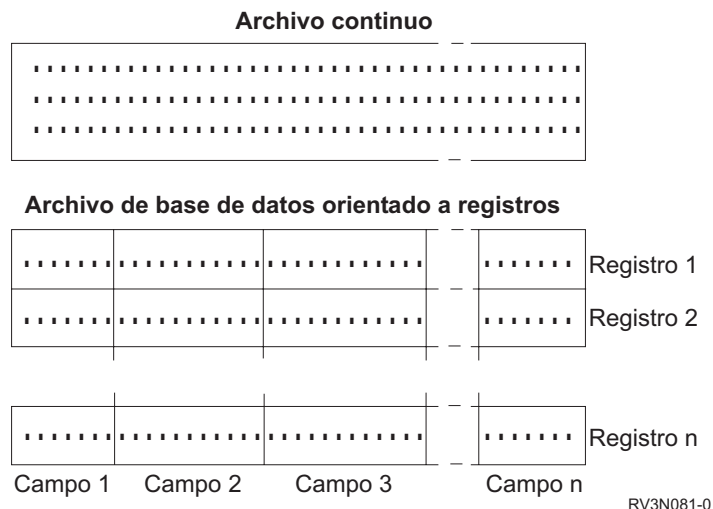 Archivo continuo
Archivo de base de datos orientado a registros
Registro 1
Registro 2
Registro n
Campo 1 Campo 2 Campo 3 Campo n
RV3N081-0